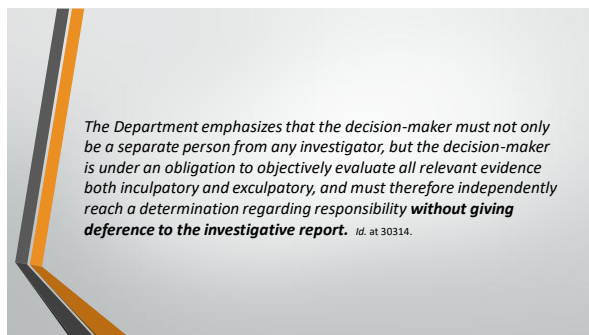 The Department emphasizes that the decision-maker must not only
be a separate person from any investigator, but the decision-maker
is under an obligation to objectively evaluate all relevant evidence
both inculpatory and exculpatory, and must therefore independently
reach a determination regarding responsibility without giving
deference to the investigative report. Id. at 30314.